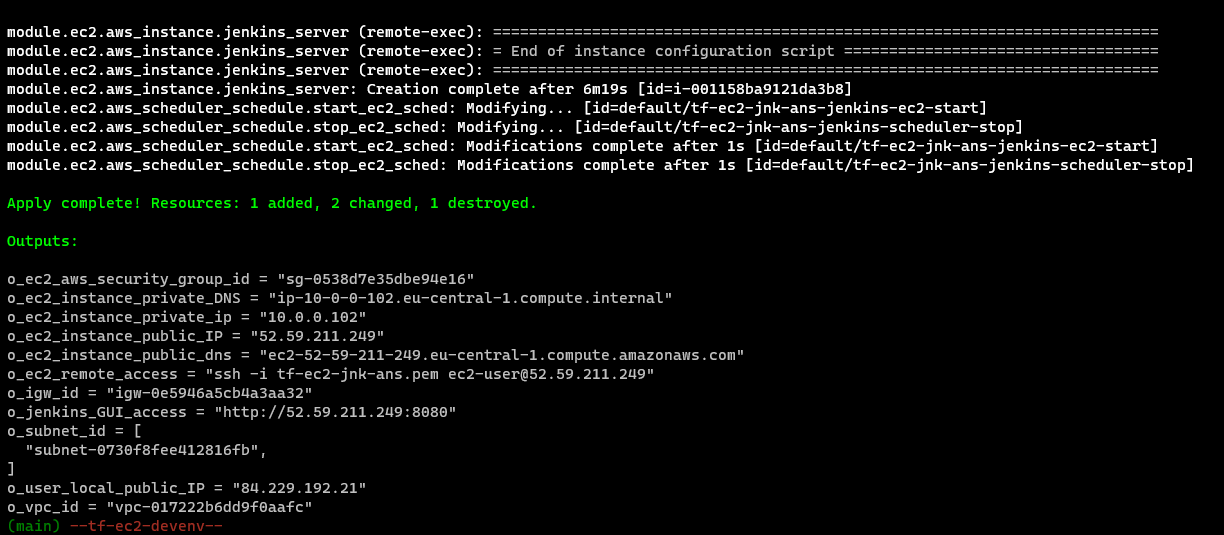 module.ec2.aws_instance.jenkins_server (remote-exec): ==========================================================================
module.ec2.aws_instance.jenkins_server (remote-exec): = End of instance configuration script ===================================
module.ec2.aws_instance.jenkins_server (remote-exec): ==========================================================================
module.ec2.aws_instance.jenkins_server: Creation complete after 6m19s [id=i-001158ba9121da3b8]
module.ec2.aws_scheduler_schedule.start_ec2_sched: Modifying... [id=default/tf-ec2-jnk-ans-jenkins-ec2-start]
module.ec2.aws_scheduler_schedule.stop_ec2_sched: Modifying... [id=default/tf-ec2-jnk-ans-jenkins-scheduler-stop]
module.ec2.aws_scheduler_schedule.start_ec2_sched: Modifications complete after 1s [id=default/tf-ec2-jnk-ans-jenkins-ec2-start]
module.ec2.aws_scheduler_schedule.stop_ec2_sched: Modifications complete after 1s [id=default/tf-ec2-jnk-ans-jenkins-scheduler-stop]
Apply complete! Resources: 1 added, 2 changed, 1 destroyed.
Outputs:
o_ec2_aws_security_group_id = "sg-0538d7e35dbe94e16"
o_ec2_instance_private_DNS = "ip-10-0-0-102.eu-central-1.compute.internal"
o_ec2_instance_private_ip = "10.0.0.102"
o_ec2_instance_public_IP = "52.59.211.249"
o_ec2_instance_public_dns = "ec2-52-59-211-249.eu-central-1.compute.amazonaws.com"
o_ec2_remote_access = "ssh -i tf-ec2-jnk-ans.pem ec2-user@52.59.211.249"
o_igw_id = "igw-0e5946a5cb4a3aa32"
o_jenkins_GUI_access = "http://52.59.211.249:8080"
o_subnet_id = [
  "subnet-0730f8fee412816fb",
]
o_user_local_public_IP = "84.229.192.21"
o_vpc_id = "vpc-017222b6dd9f0aafc"
(main) --tf-ec2-devenv--